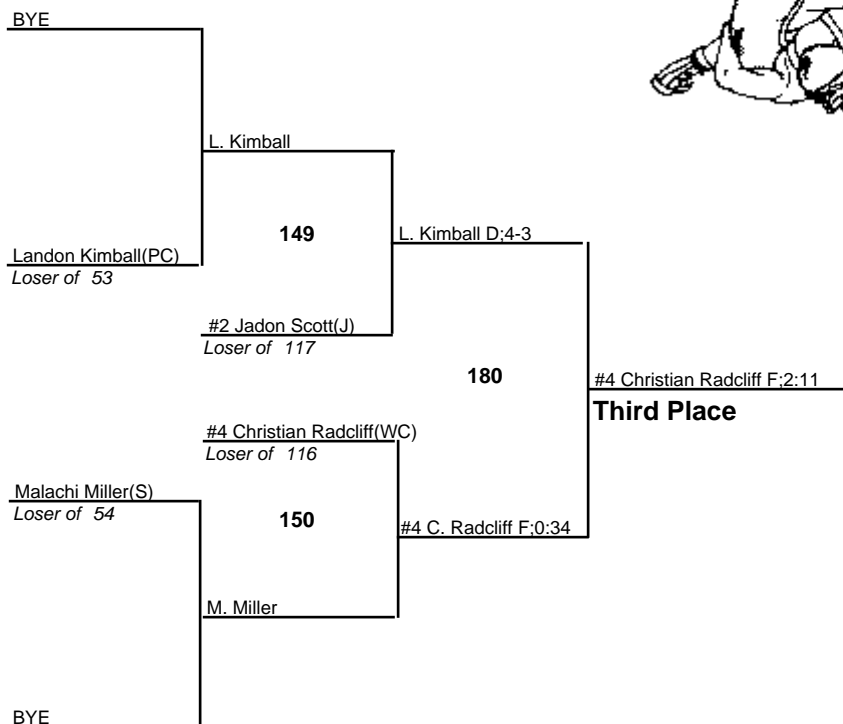 BYE
L. Kimball
149
L. Kimball D;4-3
Landon Kimball(PC)
Loser of 53
#2 Jadon Scott(J)
Loser of 117
180
#4 Christian Radcliff F;2:11
Third Place
#4 Christian Radcliff(WC)
Loser of 116
Malachi Miller(S)
Loser of 54
150
#4 C. Radcliff F;0:34
M. Miller
BYE